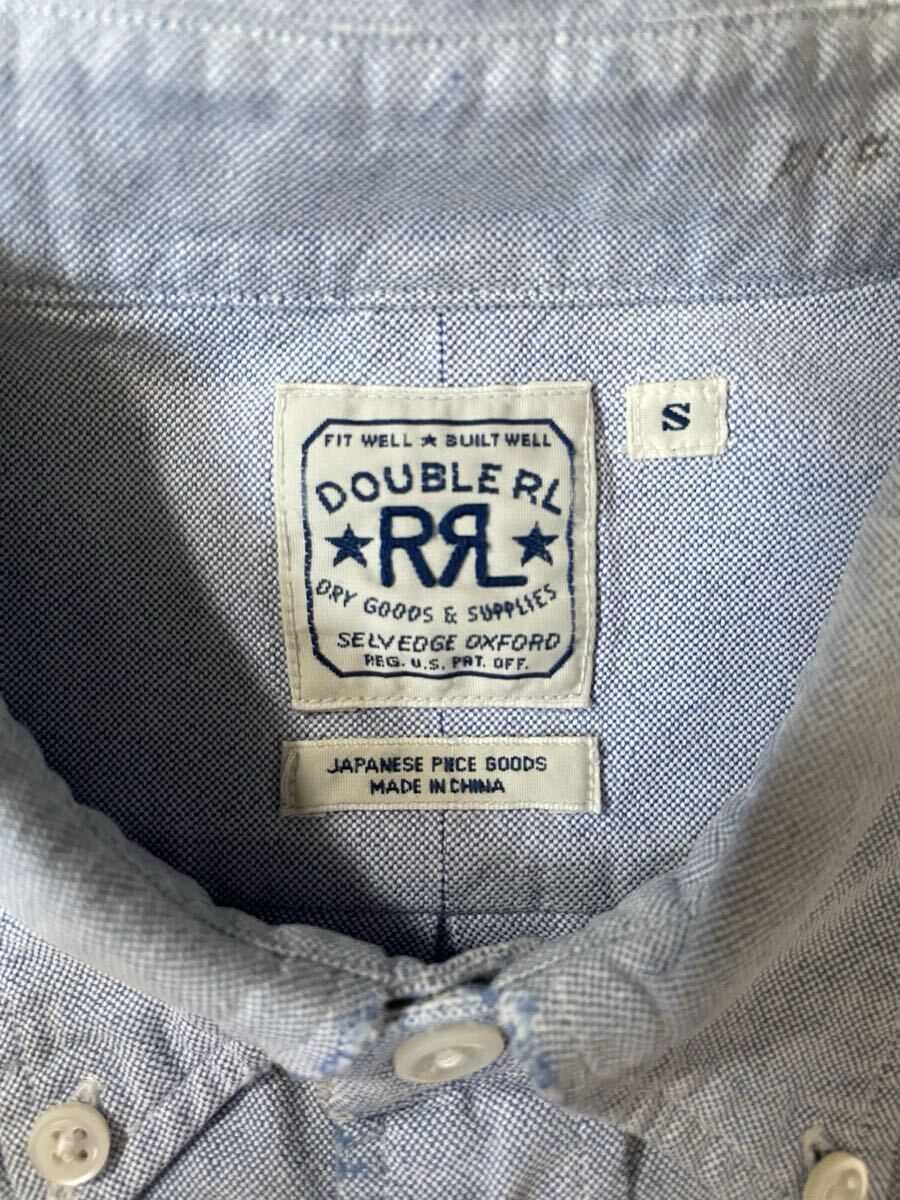 FIT WELL ★ BUILT WELL
DOUBLE RL
★ RRL ★
DRY GOODS & SUPPLIES
SELVEDGE OXFORD
REG. U.S. PAT. OFF.
S
JAPANESE PIECE GOODS
MADE IN CHINA